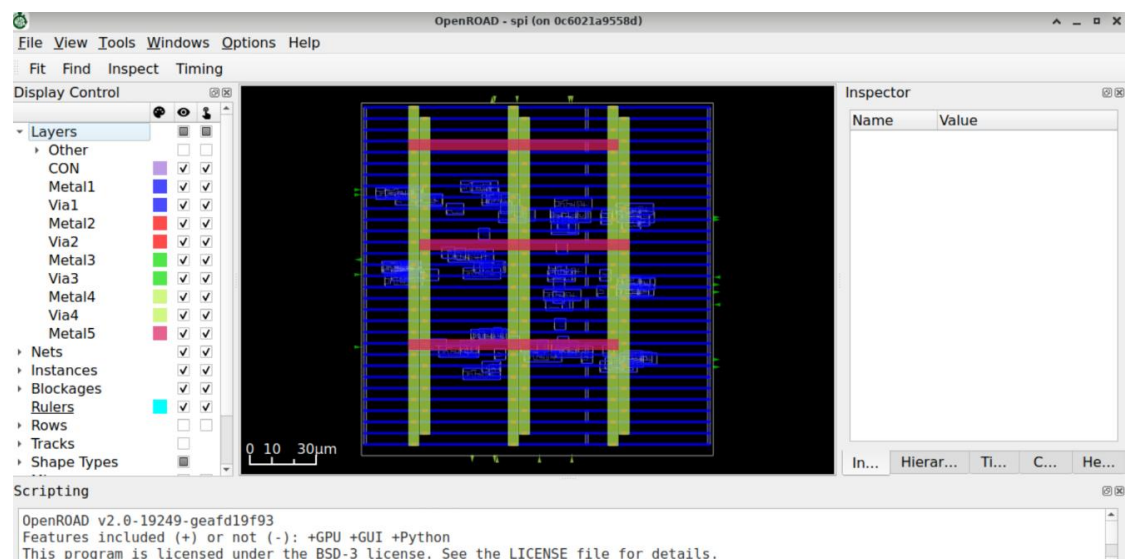 OpenROAD - spi (on 0c6021a9558d)
File View Tools Windows Options Help
Fit Find Inspect Timing
Display Control
Layers
Other
CON
Metal1
Via1
Metal2
Via2
Metal3
Via3
Metal4
Via4
Metal5
Nets
Instances
Blockages
Rulers
Rows
Tracks
Shape Types
0 10 30μm
Inspector
Name Value
In... Hierar... Ti... C... He...
Scripting
OpenROAD v2.0-19249-geafd19f93
Features included (+) or not (-): +GPU +GUI +Python
This program is licensed under the BSD-3 license. See the LICENSE file for details.